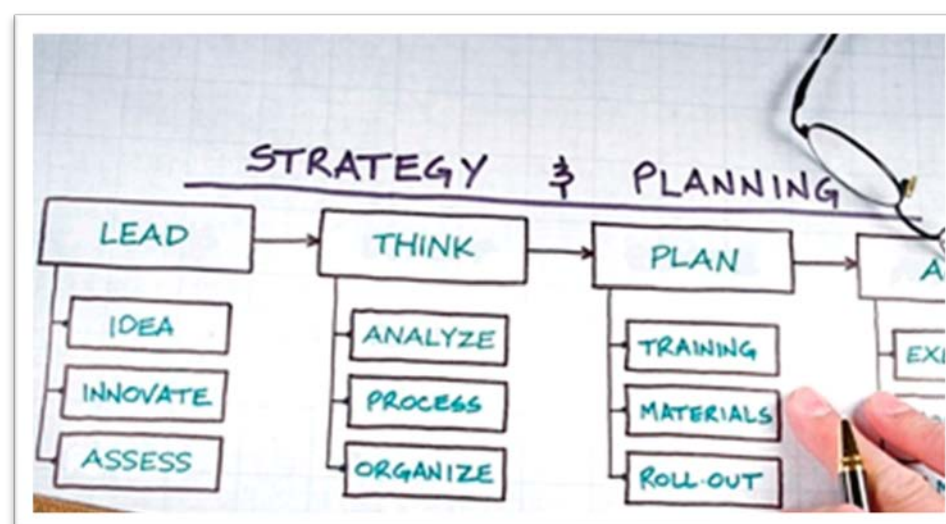 STRATEGY & PLANNING
LEAD
IDEA
INNOVATE
ASSESS
THINK
ANALYZE
PROCESS
ORGANIZE
PLAN
TRAINING
MATERIALS
ROLL-OUT